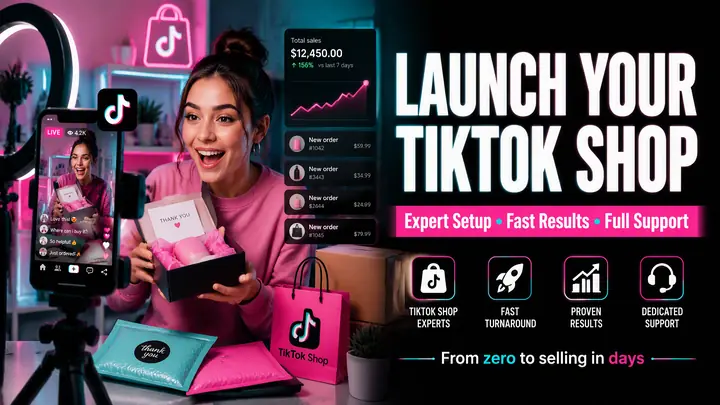 LIVE 4.2K
Love this
Where can i buy it?
So helpful
Just ordered!
THANK YOU
thank
you
TikTok Shop
Total sales
$12,450.00
↑ 156% vs last 7 days
New order
#1042 $59.99
New order
#3443 $34.99
New order
#2644 $24.89
New order
#1045 $79.99
LAUNCH YOUR
TIKTOK SHOP
Expert Setup • Fast Results • Full Support
TIKTOK SHOP
EXPERTS
FAST
TURNAROUND
PROVEN
RESULTS
DEDICATED
SUPPORT
From zero to selling in days